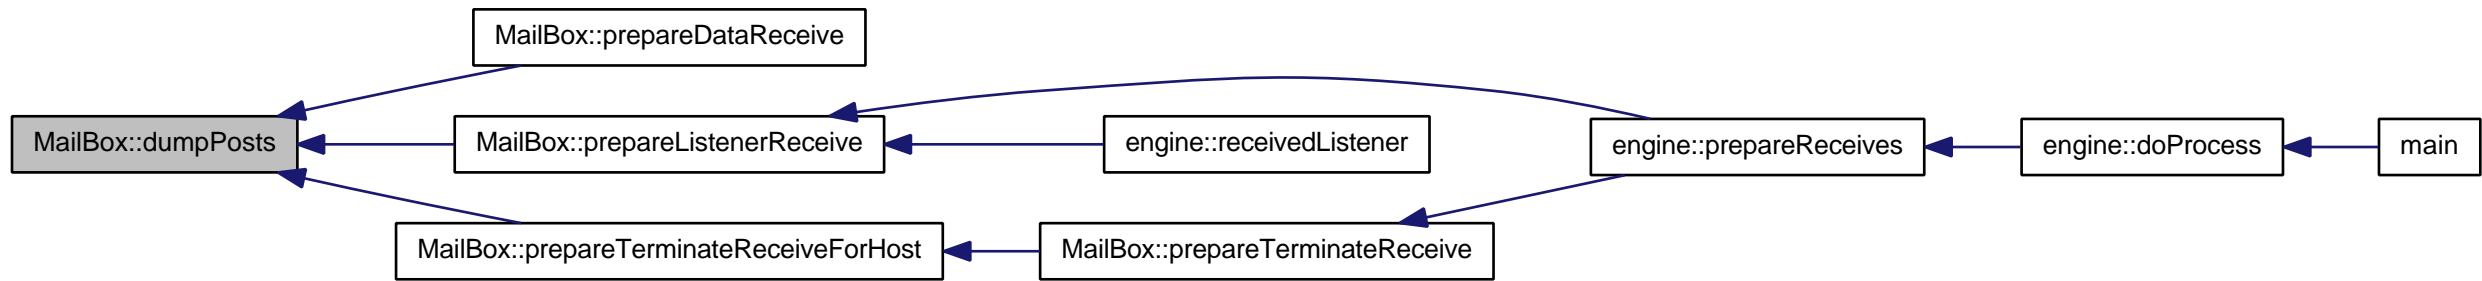 MailBox::prepareDataReceive
MailBox::dumpPosts
MailBox::prepareListenerReceive
engine::receivedListener
engine::prepareReceives
engine::doProcess
main
MailBox::prepareTerminateReceiveForHost
MailBox::prepareTerminateReceive